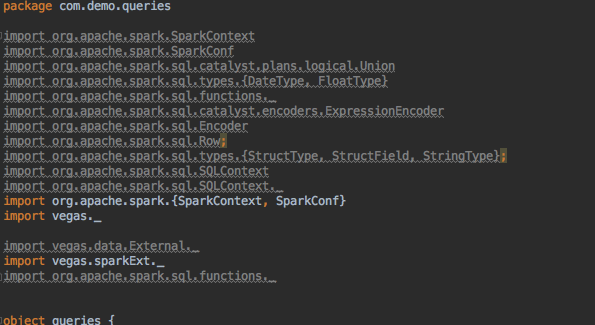 package com.demo.queries
import org.apache.spark.SparkContext
import org.apache.spark.SparkConf
import org.apache.spark.sql.catalyst.plans.logical.Union
import org.apache.spark.sql.types.{DateType, FloatType}
import org.apache.spark.sql.functions._
import org.apache.spark.sql.catalyst.encoders.ExpressionEncoder
import org.apache.spark.sql.Encoder
import org.apache.spark.sql.Row;
import org.apache.spark.sql.types.{StructType, StructField, StringType};
import org.apache.spark.sql.SQLContext
import org.apache.spark.sql.SQLContext._
import org.apache.spark.{SparkContext, SparkConf}
import vegas._
import vegas.data.External._
import vegas.sparkExt._
import org.apache.spark.sql.functions._
object queries {